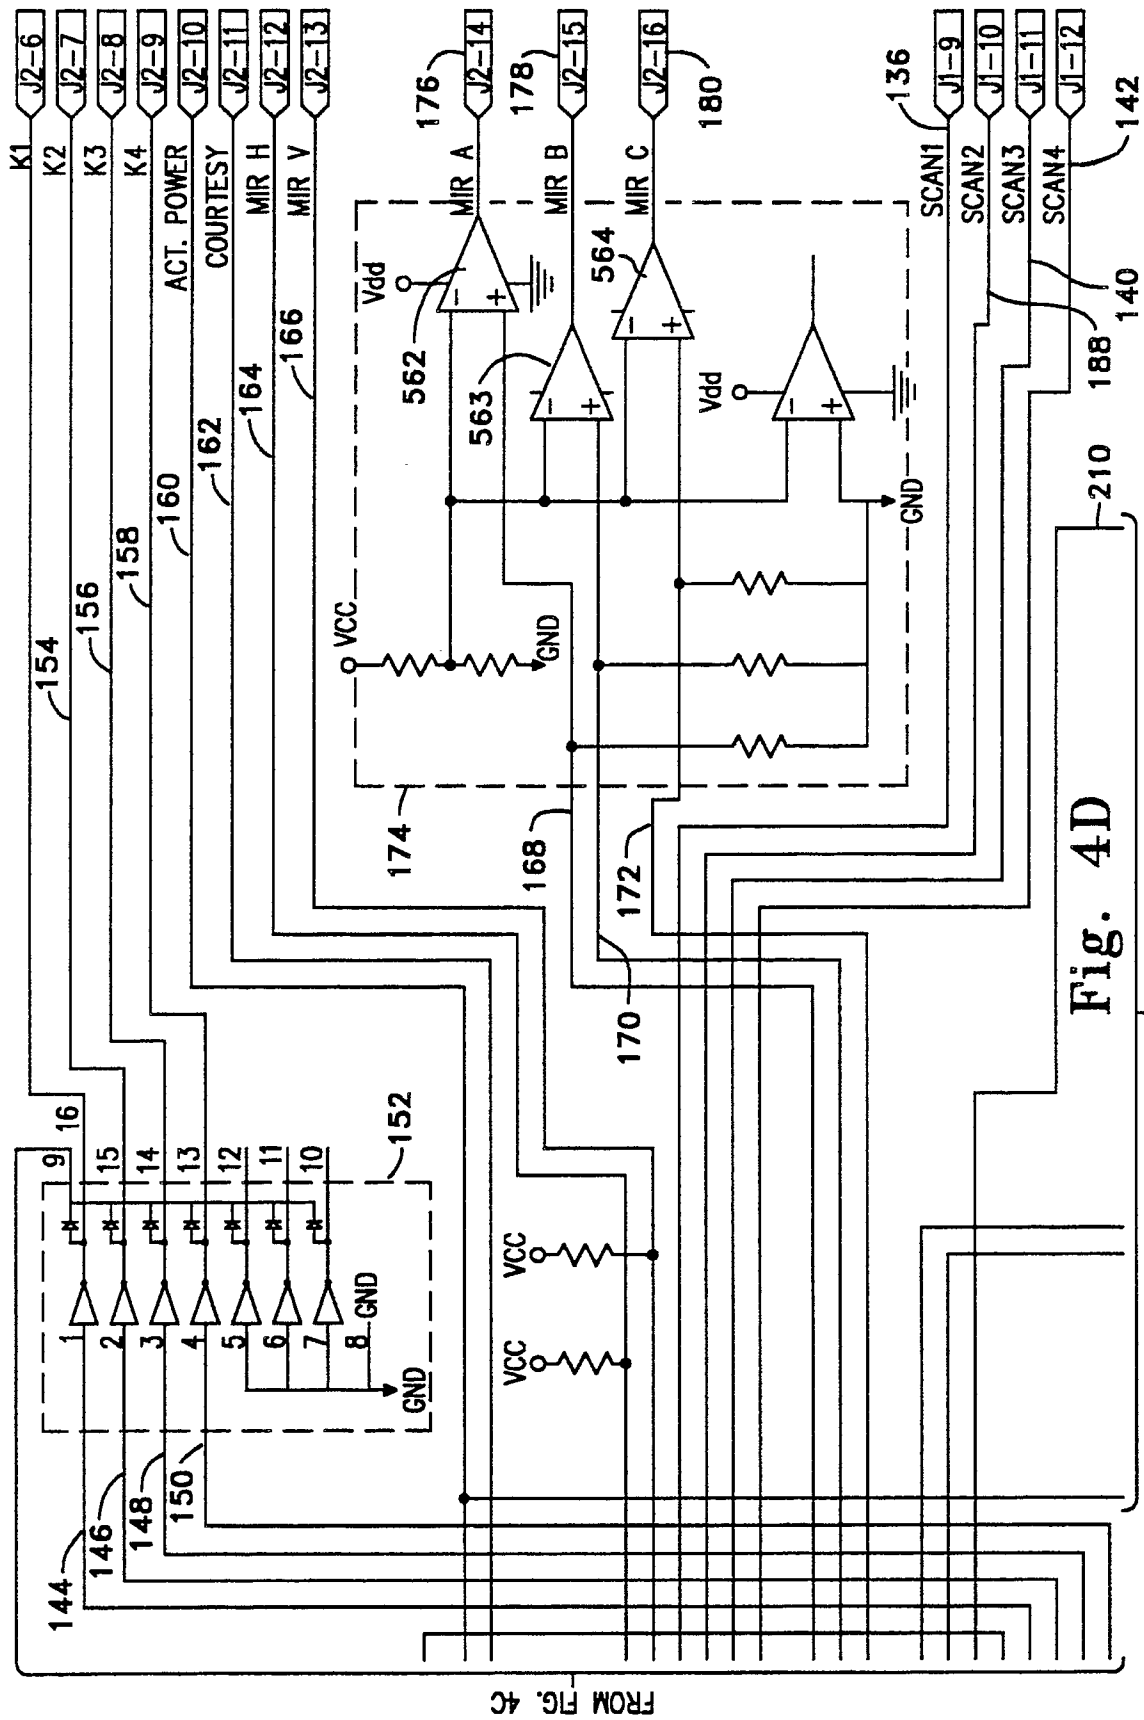 K1 J2-6
K2 J2-7
K3 J2-8
K4 J2-9
ACT. POWER J2-10
COURTESY J2-11
MIR H J2-12
MIR V J2-13
154
156
158
160
162
164
166
176
MIR A J2-14
178
MIR B J2-15
MIR C J2-16
180
136
SCAN1 J1-9
SCAN2 J1-10
SCAN3 J1-11
SCAN4 J1-12
142
140
188
210
Vdd
562
- +
563
- +
564
- +
Vdd
- +
GND
VCC
GND
174
168
172
170
9 16
15
14
13
12
11
10
152
1
2
3
4
5
6
7
8 GND
GND
144
146
148
150
VCC
VCC
FROM FIG. 4C
Fig. 4D